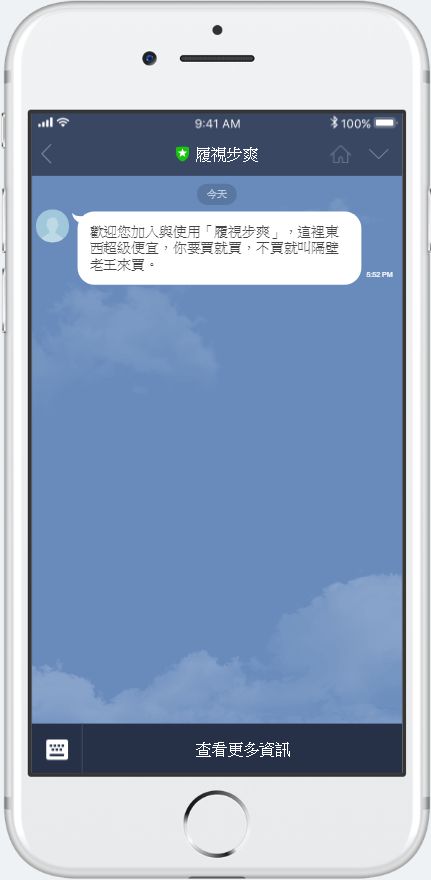 9:41 AM
100%
履視步爽
今天
歡迎您加入與使用「履視步爽」，這裡東
西超級便宜，你要買就買，不買就叫隔壁
老王來買。
5:52 PM
查看更多資訊